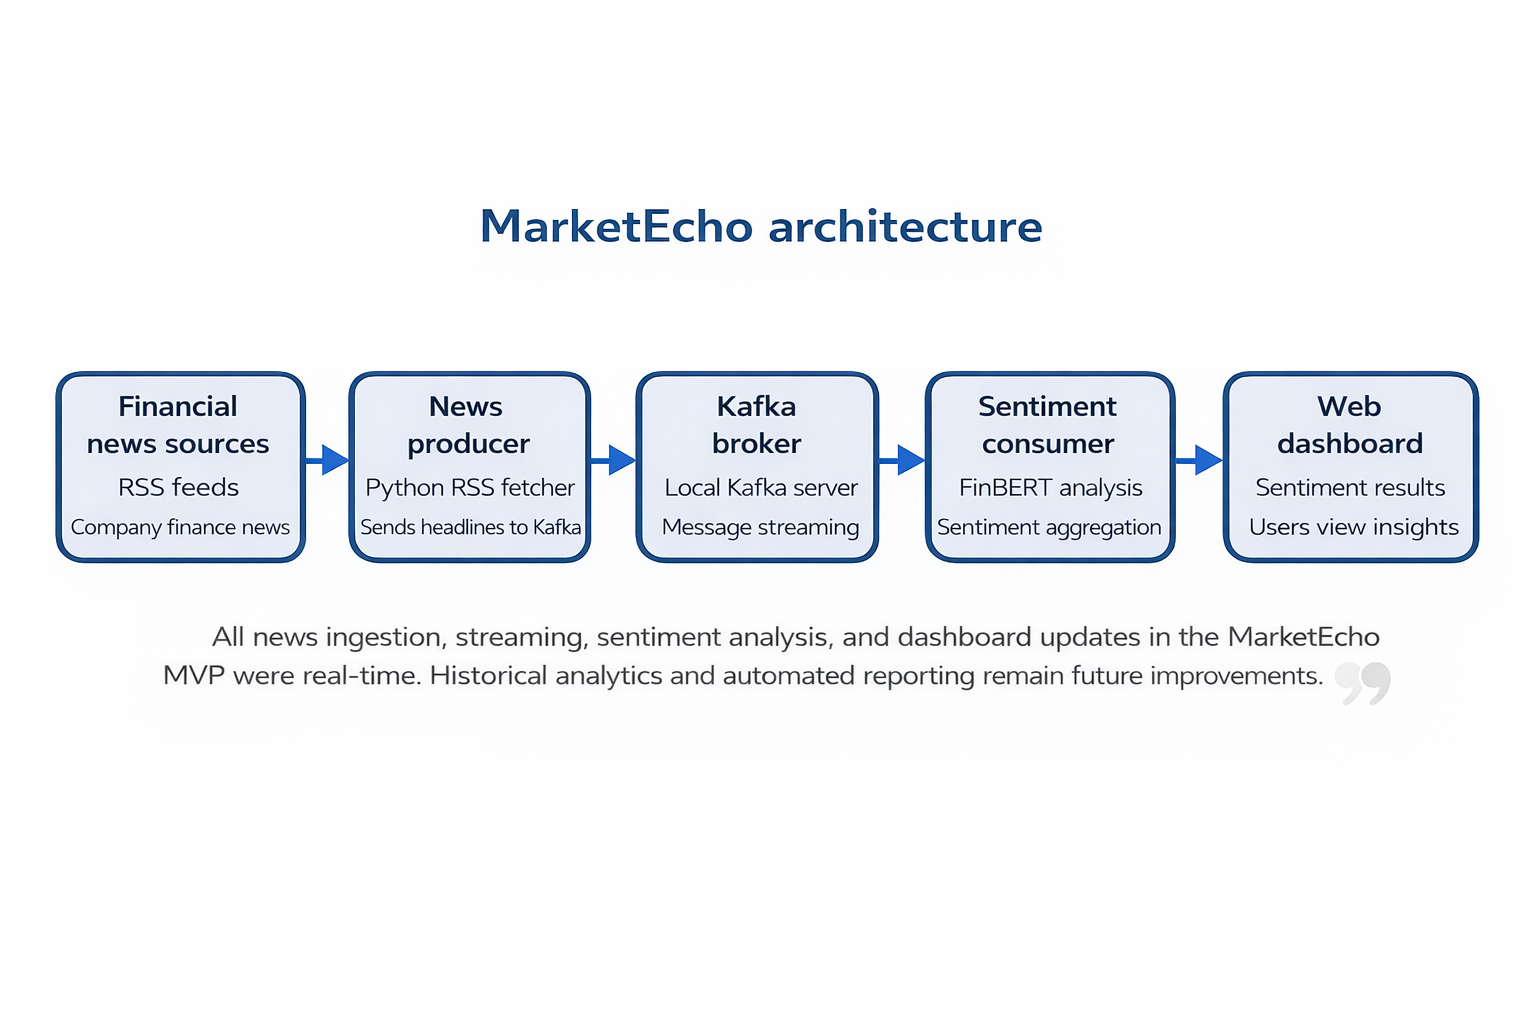 MarketEcho architecture
Financial
news sources
RSS feeds
Company finance news
News
producer
Python RSS fetcher
Sends headlines to Kafka
Kafka
broker
Local Kafka server
Message streaming
Sentiment
consumer
FinBERT analysis
Sentiment aggregation
Web
dashboard
Sentiment results
Users view insights
All news ingestion, streaming, sentiment analysis, and dashboard updates in the MarketEcho
MVP were real-time. Historical analytics and automated reporting remain future improvements. ”